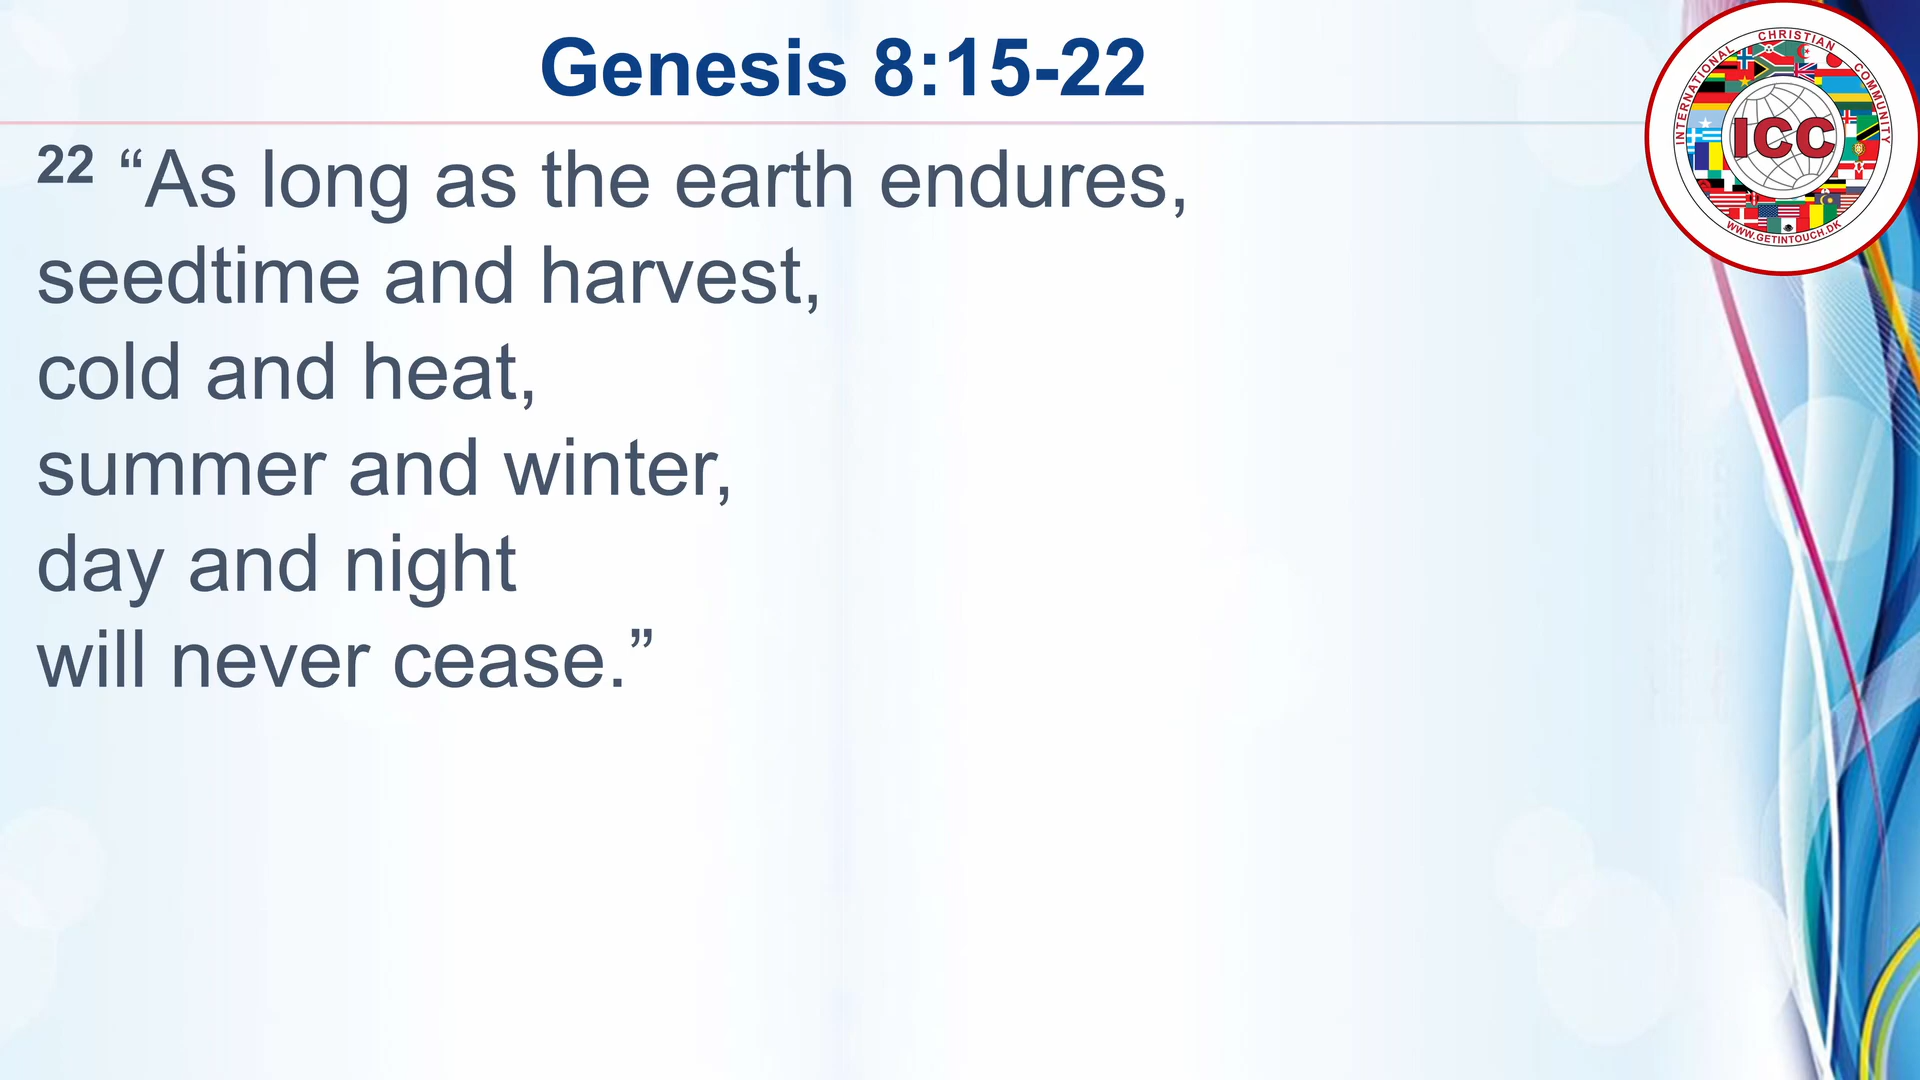 Genesis 8:15-22
22 “As long as the earth endures,
seedtime and harvest,
cold and heat,
summer and winter,
day and night
will never cease.”
INTERNATIONAL CHRISTIAN COMMUNITY
ICC
WWW.GETINTOUCH.DK